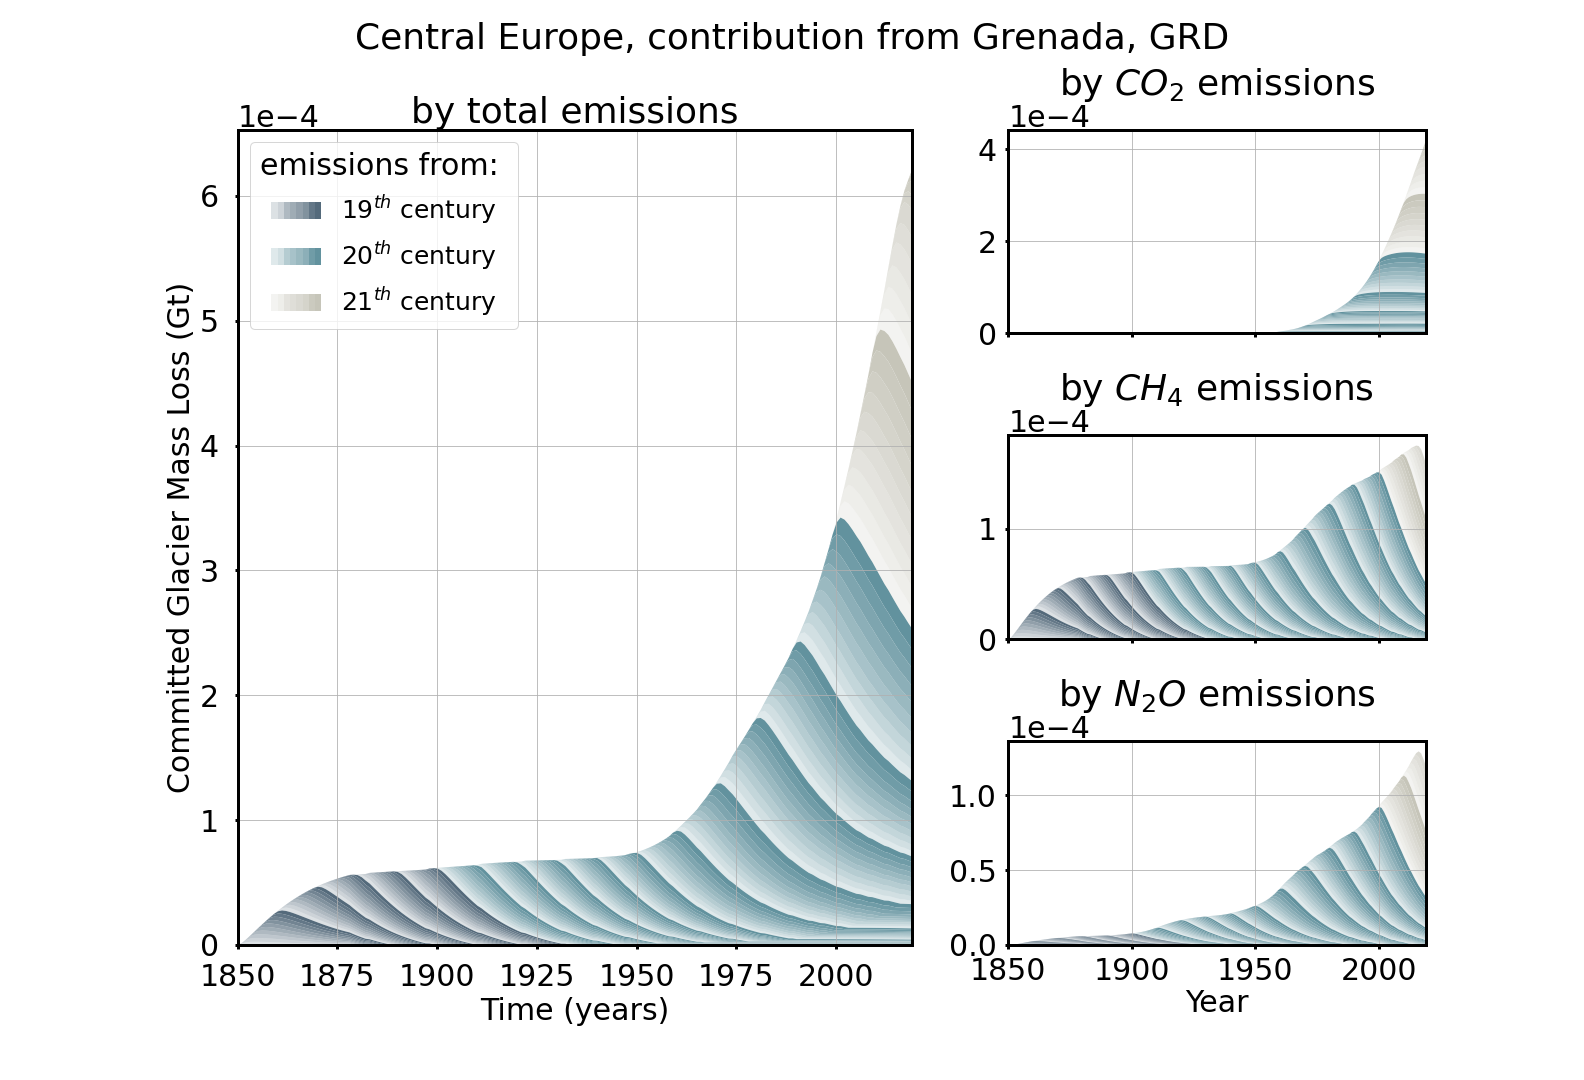 Central Europe, contribution from Grenada, GRD
by total emissions
1e−4
emissions from:
19th century
20th century
21th century
Committed Glacier Mass Loss (Gt)
6
5
4
3
2
1
0
1850 1875 1900 1925 1950 1975 2000
Time (years)
by CO2 emissions
1e−4
4
2
0
by CH4 emissions
1e−4
1
0
by N2O emissions
1e−4
1.0
0.5
0.0
1850 1900 1950 2000
Year